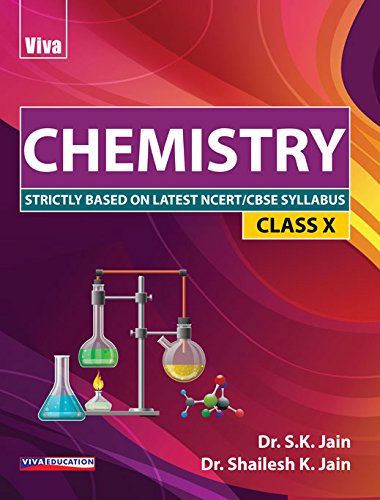 Viva
CHEMISTRY
STRICTLY BASED ON LATEST NCERT/CBSE SYLLABUS
CLASS X
Dr. S.K. Jain
Dr. Shailesh K. Jain
VIVA EDUCATION